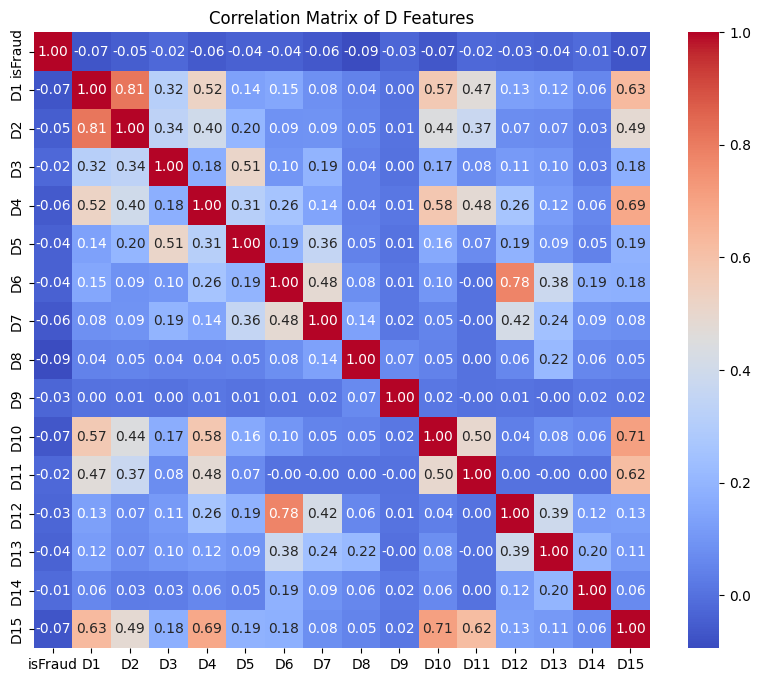 Correlation Matrix of D Features
isFraud 1.00 -0.07 -0.05 -0.02 -0.06 -0.04 -0.04 -0.06 -0.09 -0.03 -0.07 -0.02 -0.03 -0.04 -0.01 -0.07
D1 -0.07 1.00 0.81 0.32 0.52 0.14 0.15 0.08 0.04 0.00 0.57 0.47 0.13 0.12 0.06 0.63
D2 -0.05 0.81 1.00 0.34 0.40 0.20 0.09 0.09 0.05 0.01 0.44 0.37 0.07 0.07 0.03 0.49
D3 -0.02 0.32 0.34 1.00 0.18 0.51 0.10 0.19 0.04 0.00 0.17 0.08 0.11 0.10 0.03 0.18
D4 -0.06 0.52 0.40 0.18 1.00 0.31 0.26 0.14 0.04 0.01 0.58 0.48 0.26 0.12 0.06 0.69
D5 -0.04 0.14 0.20 0.51 0.31 1.00 0.19 0.36 0.05 0.01 0.16 0.07 0.19 0.09 0.05 0.19
D6 -0.04 0.15 0.09 0.10 0.26 0.19 1.00 0.48 0.08 0.01 0.10 -0.00 0.78 0.38 0.19 0.18
D7 -0.06 0.08 0.09 0.19 0.14 0.36 0.48 1.00 0.14 0.02 0.05 -0.00 0.42 0.24 0.09 0.08
D8 -0.09 0.04 0.05 0.04 0.04 0.05 0.08 0.14 1.00 0.07 0.05 0.00 0.06 0.22 0.06 0.05
D9 -0.03 0.00 0.01 0.00 0.01 0.01 0.01 0.02 0.07 1.00 0.02 -0.00 0.01 -0.00 0.02 0.02
D10 -0.07 0.57 0.44 0.17 0.58 0.16 0.10 0.05 0.05 0.02 1.00 0.50 0.04 0.08 0.06 0.71
D11 -0.02 0.47 0.37 0.08 0.48 0.07 -0.00 -0.00 0.00 -0.00 0.50 1.00 0.00 -0.00 0.00 0.62
D12 -0.03 0.13 0.07 0.11 0.26 0.19 0.78 0.42 0.06 0.01 0.04 0.00 1.00 0.39 0.12 0.13
D13 -0.04 0.12 0.07 0.10 0.12 0.09 0.38 0.24 0.22 -0.00 0.08 -0.00 0.39 1.00 0.20 0.11
D14 -0.01 0.06 0.03 0.03 0.06 0.05 0.19 0.09 0.06 0.02 0.06 0.00 0.12 0.20 1.00 0.06
D15 -0.07 0.63 0.49 0.18 0.69 0.19 0.18 0.08 0.05 0.02 0.71 0.62 0.13 0.11 0.06 1.00
isFraud D1 D2 D3 D4 D5 D6 D7 D8 D9 D10 D11 D12 D13 D14 D15
1.0
0.8
0.6
0.4
0.2
0.0